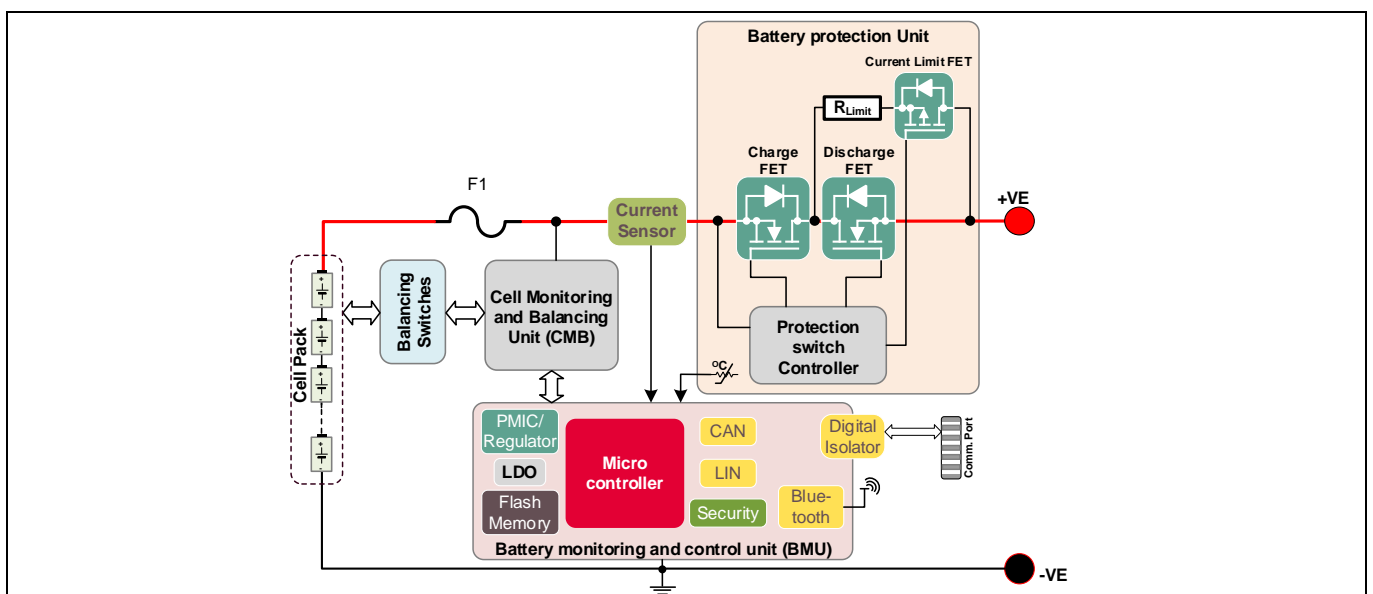 Battery protection Unit
Current Limit FET
RLimit
Charge
FET
Discharge
FET
F1
+VE
Current
Sensor
Cell Pack
+
-
+
-
+
-
+
-
Balancing
Switches
Cell Monitoring
and Balancing
Unit (CMB)
Protection
switch
Controller
ºC
PMIC/
Regulator
LDO
Flash
Memory
Micro
controller
CAN
LIN
Security
Digital
Isolator
Blue-
tooth
Comm. Port
Battery monitoring and control unit (BMU)
-VE